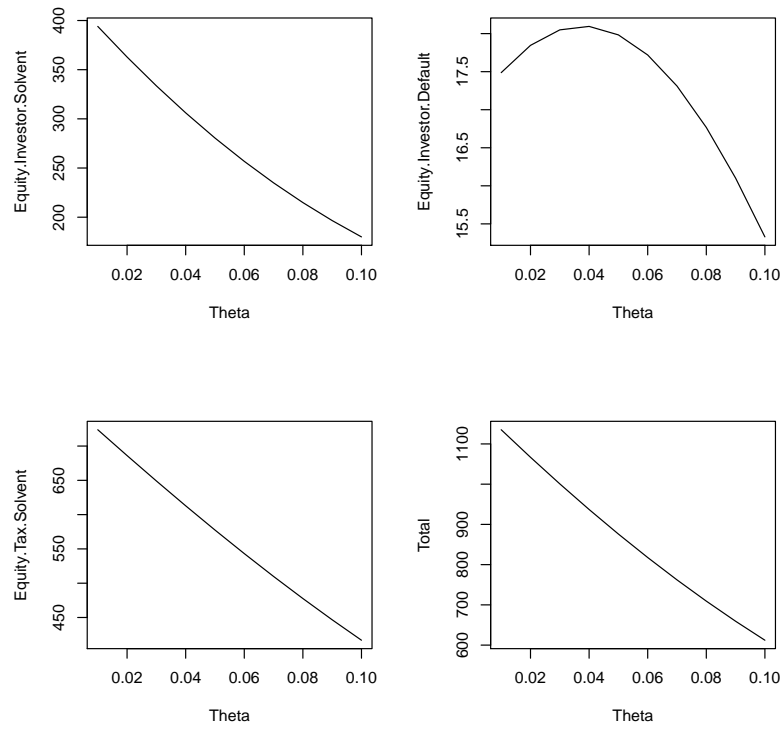 Equity.Investor.Solvent
400
350
300
250
200
0.02 0.04 0.06 0.08 0.10
Theta
Equity.Investor.Default
17.5
16.5
15.5
0.02 0.04 0.06 0.08 0.10
Theta
Equity.Tax.Solvent
650
550
450
0.02 0.04 0.06 0.08 0.10
Theta
Total
1100
900
800
700
600
0.02 0.04 0.06 0.08 0.10
Theta